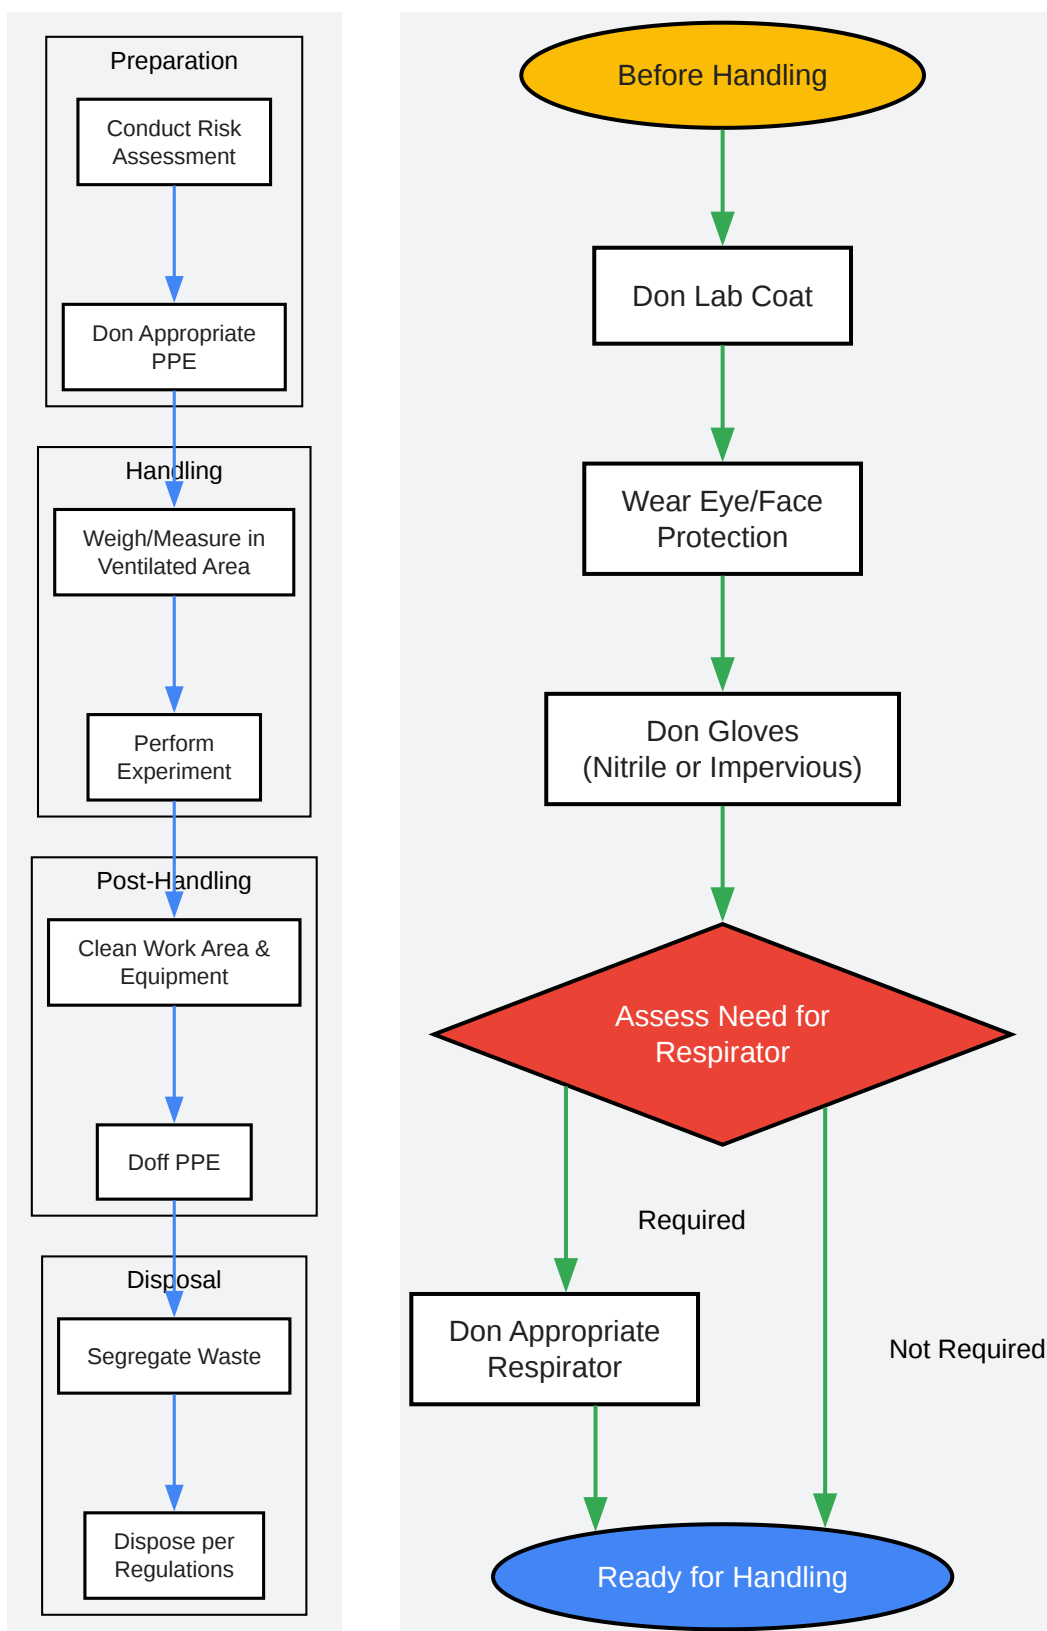 Preparation
Conduct Risk
Assessment
Don Appropriate
PPE
Handling
Weigh/Measure in
Ventilated Area
Perform
Experiment
Post-Handling
Clean Work Area &
Equipment
Doff PPE
Disposal
Segregate Waste
Dispose per
Regulations
Before Handling
Don Lab Coat
Wear Eye/Face
Protection
Don Gloves
(Nitrile or Impervious)
Assess Need for
Respirator
Required
Don Appropriate
Respirator
Not Required
Ready for Handling